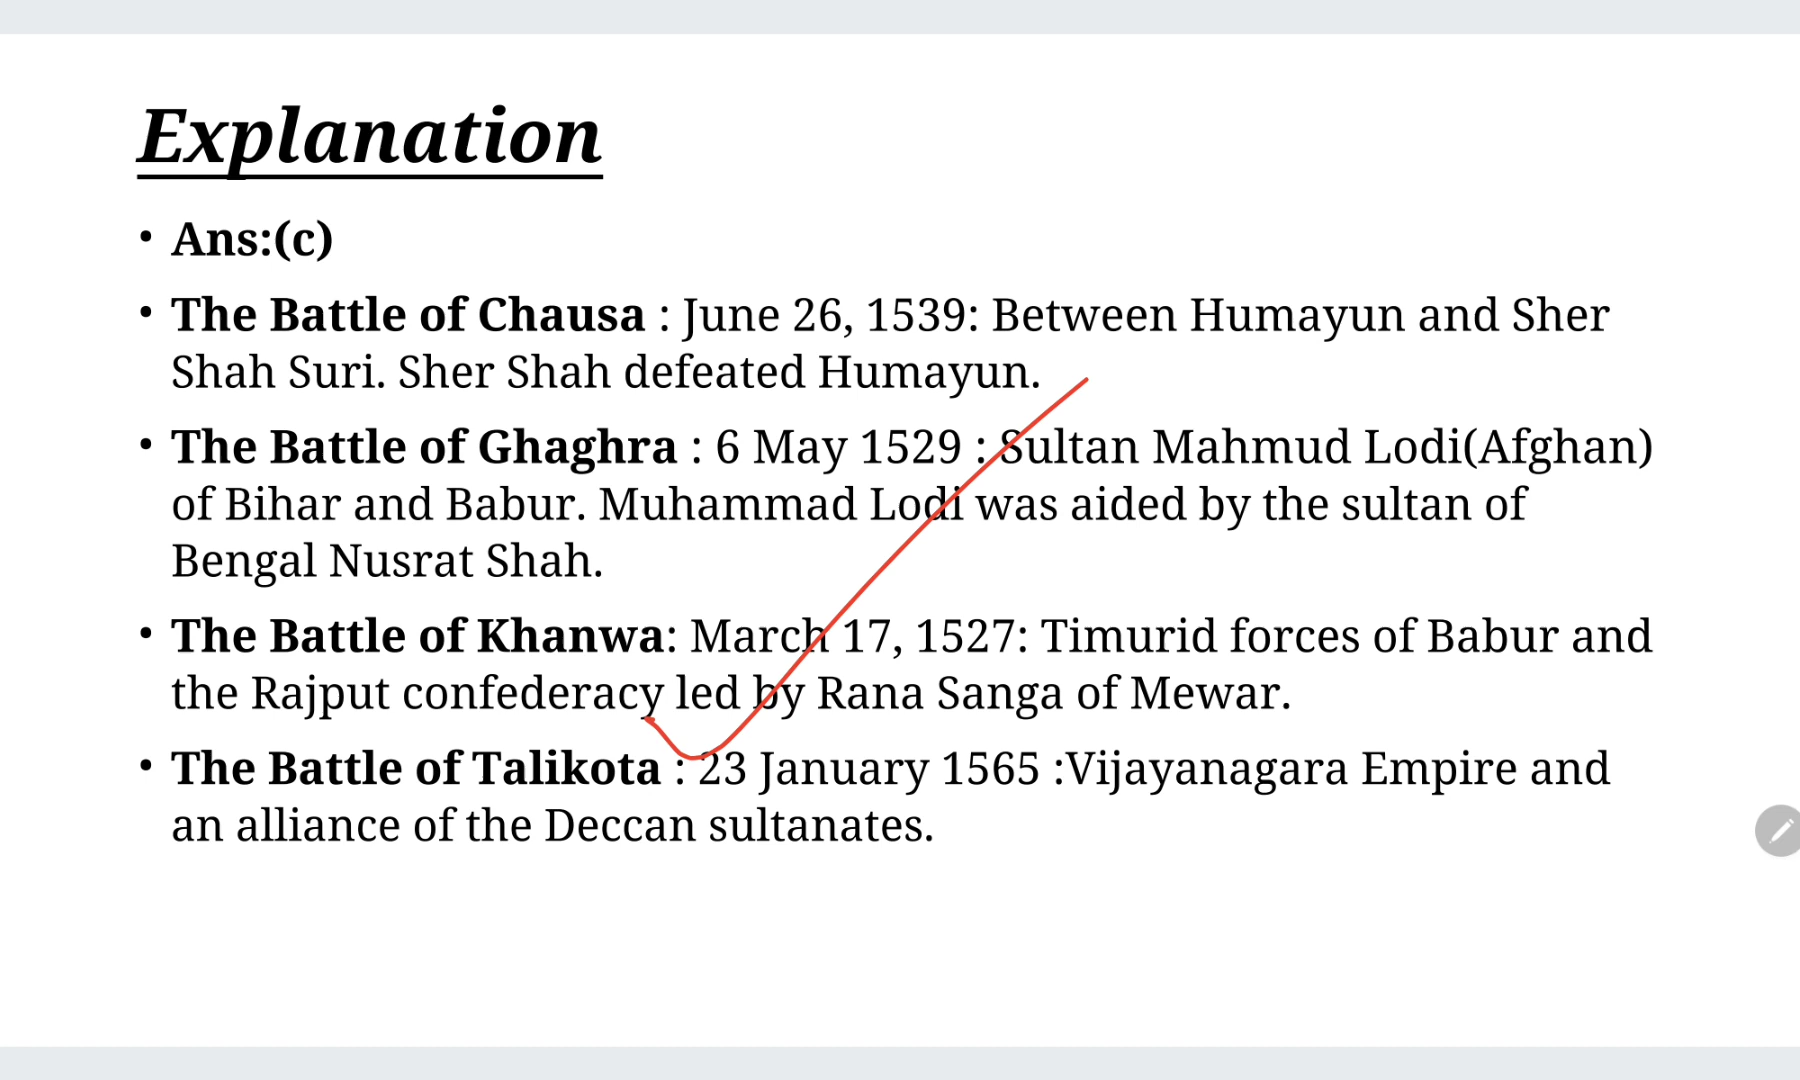 Explanation
• Ans:(c)
• The Battle of Chausa : June 26, 1539: Between Humayun and Sher
Shah Suri. Sher Shah defeated Humayun.
• The Battle of Ghaghra : 6 May 1529 : Sultan Mahmud Lodi(Afghan)
of Bihar and Babur. Muhammad Lodi was aided by the sultan of
Bengal Nusrat Shah.
• The Battle of Khanwa: March 17, 1527: Timurid forces of Babur and
the Rajput confederacy led by Rana Sanga of Mewar.
• The Battle of Talikota : 23 January 1565 :Vijayanagara Empire and
an alliance of the Deccan sultanates.